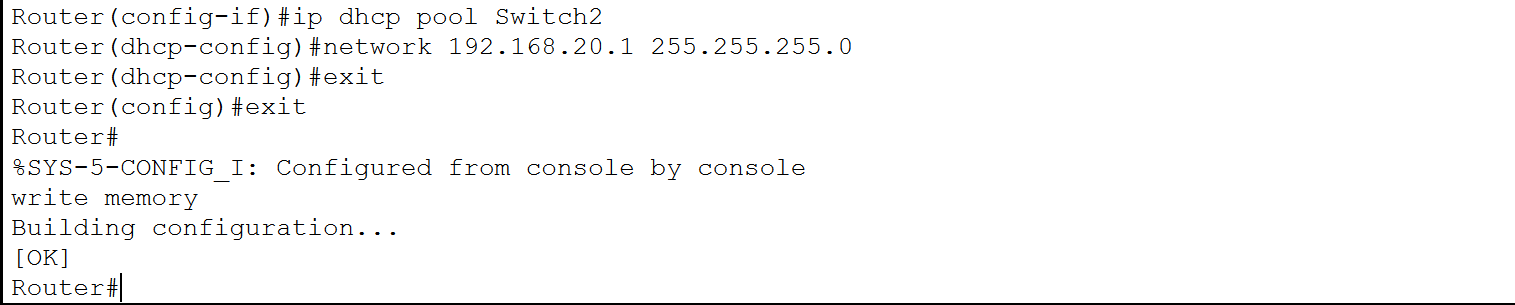 Router(config-if)#ip dhcp pool Switch2
Router(dhcp-config)#network 192.168.20.1 255.255.255.0
Router(dhcp-config)#exit
Router(config)#exit
Router#
%SYS-5-CONFIG_I: Configured from console by console
write memory
Building configuration...
[OK]
Router#